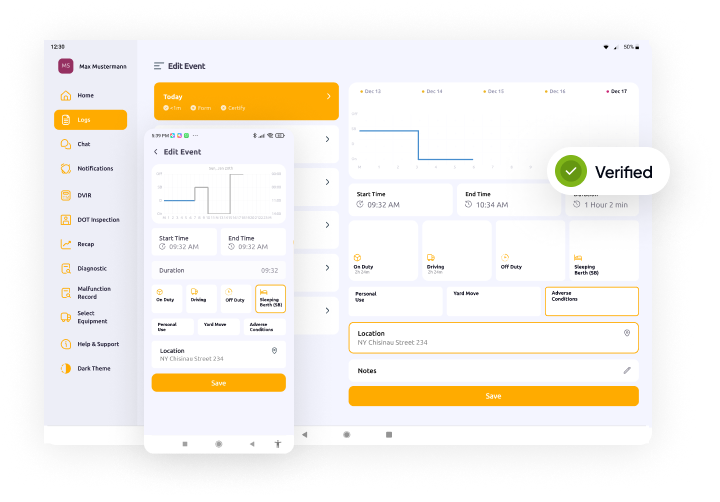 12:30
50%
MS
Max Mustermann
Home
Logs
Chat
Notifications
DVIR
DOT Inspection
Recap
Diagnostic
Malfunction
Record
Select
Equipment
Help & Support
Dark Theme
Edit Event
Today
Form
Certify
Dec 13
Dec 14
Dec 15
Dec 16
Dec 17
Verified
Start Time
09:32 AM
End Time
10:34 AM
Duration
1 Hour 2 min
On Duty
2h 24m
Driving
2h 24m
Off Duty
Sleeping
Berth (SB)
Personal
Use
Yard Move
Adverse
Conditions
Location
NY Chisinau Street 234
Notes
Save
5:39 PM
Edit Event
Start Time
09:32 AM
End Time
09:32 AM
Duration
09:32
On Duty
Driving
Off Duty
Sleeping
Berth (SB)
Personal
Use
Yard Move
Adverse
Conditions
Location
NY Chisinau Street 234
Save